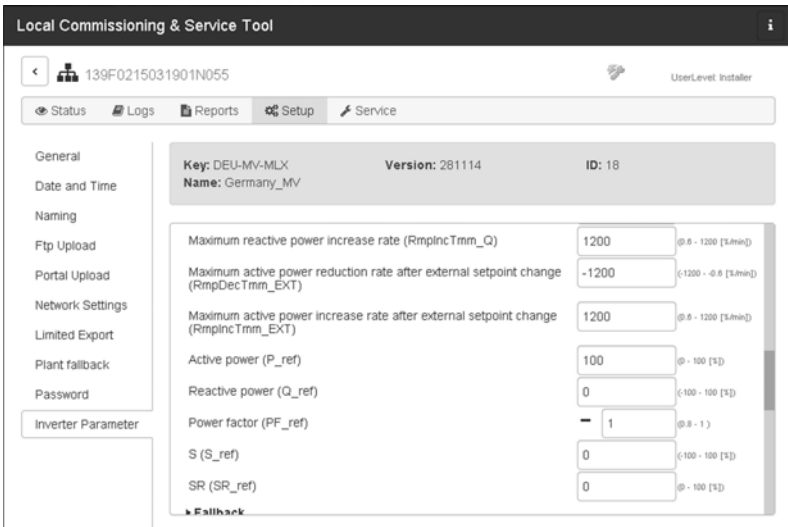 Local Commissioning & Service Tool
i
139F0215031901N055
UserLevel: Installer
Status Logs Reports Setup Service
General
Date and Time
Naming
Ftp Upload
Portal Upload
Network Settings
Limited Export
Plant fallback
Password
Inverter Parameter
Key: DEU-MV-MLX Version: 281114 ID: 18
Name: Germany_MV
Maximum reactive power increase rate (RmpIncTmm_Q) 1200 (0.6 - 1200 [%/min])
Maximum active power reduction rate after external setpoint change -1200 (-1200 - -0.6 [%/min])
(RmpDecTmm_EXT)
Maximum active power increase rate after external setpoint change 1200 (0.6 - 1200 [%/min])
(RmpIncTmm_EXT)
Active power (P_ref) 100 (0 - 100 [%])
Reactive power (Q_ref) 0 (-100 - 100 [%])
Power factor (PF_ref) 1 (0.8 - 1 )
S (S_ref) 0 (-100 - 100 [%])
SR (SR_ref) 0 (0 - 100 [%])
Fallback